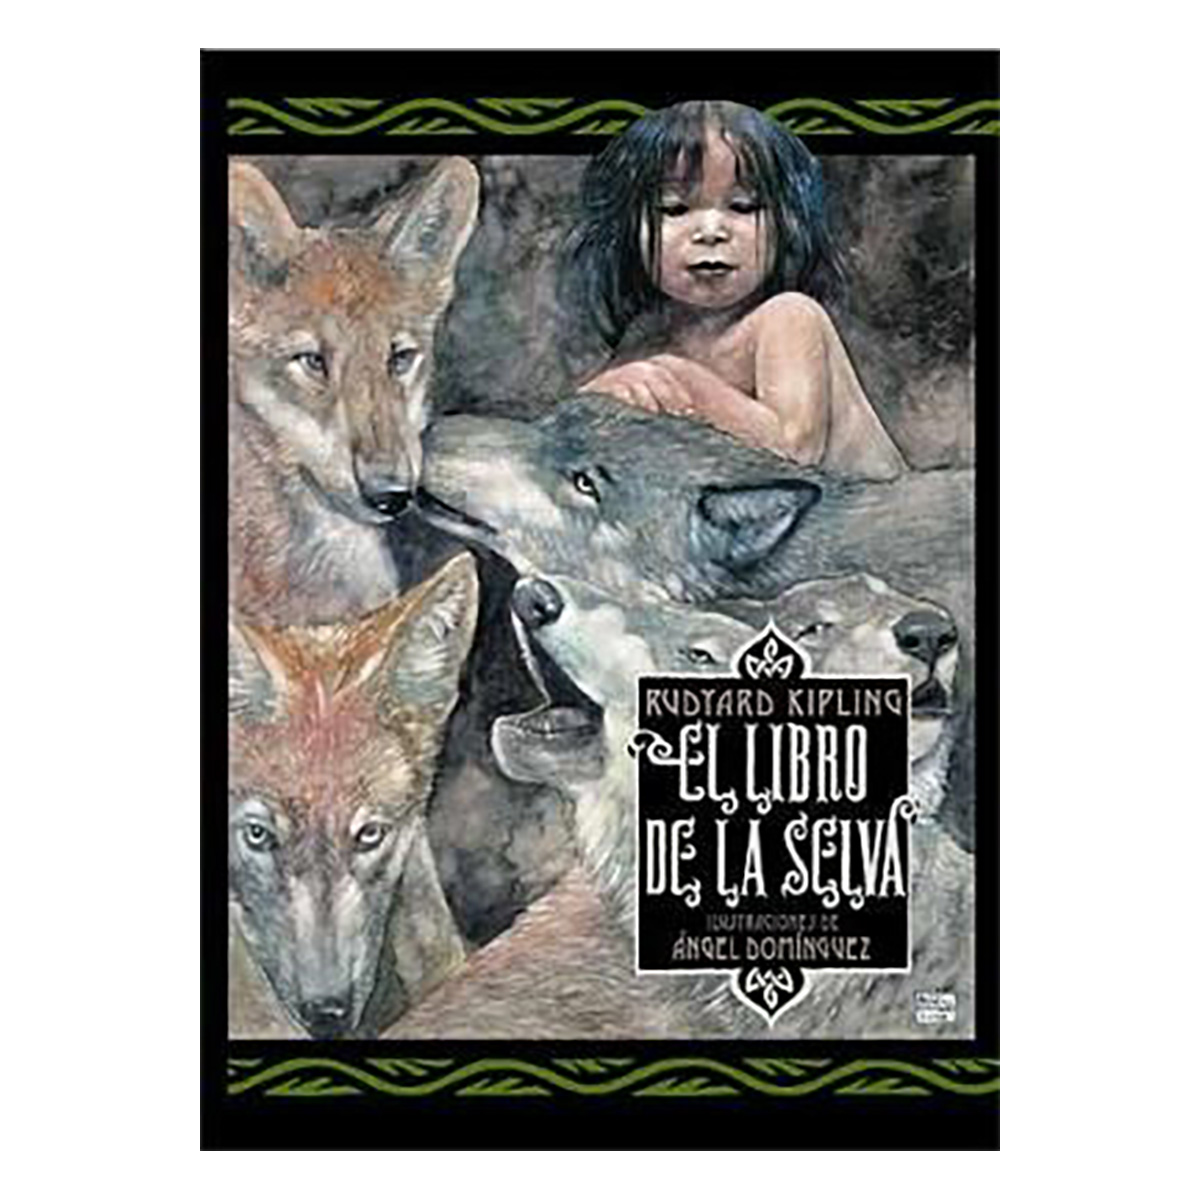 RUDYARD KIPLING
EL LIBRO
DE LA SELVA
ILUSTRACIONES DE
ÁNGEL DOMÍNGUEZ